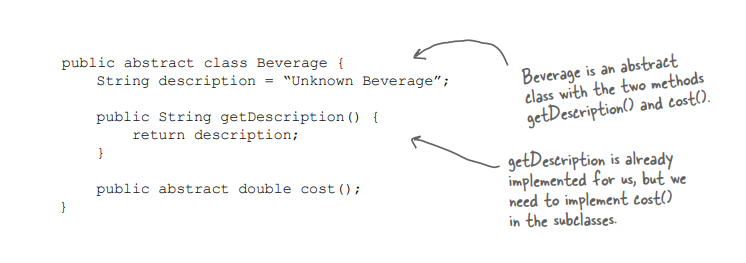 public abstract class Beverage {
String description = “Unknown Beverage”;
public String getDescription() {
return description;
}
public abstract double cost();
}
Beverage is an abstract
class with the two methods
getDescription() and cost().
getDescription is already
implemented for us, but we
need to implement cost()
in the subclasses.